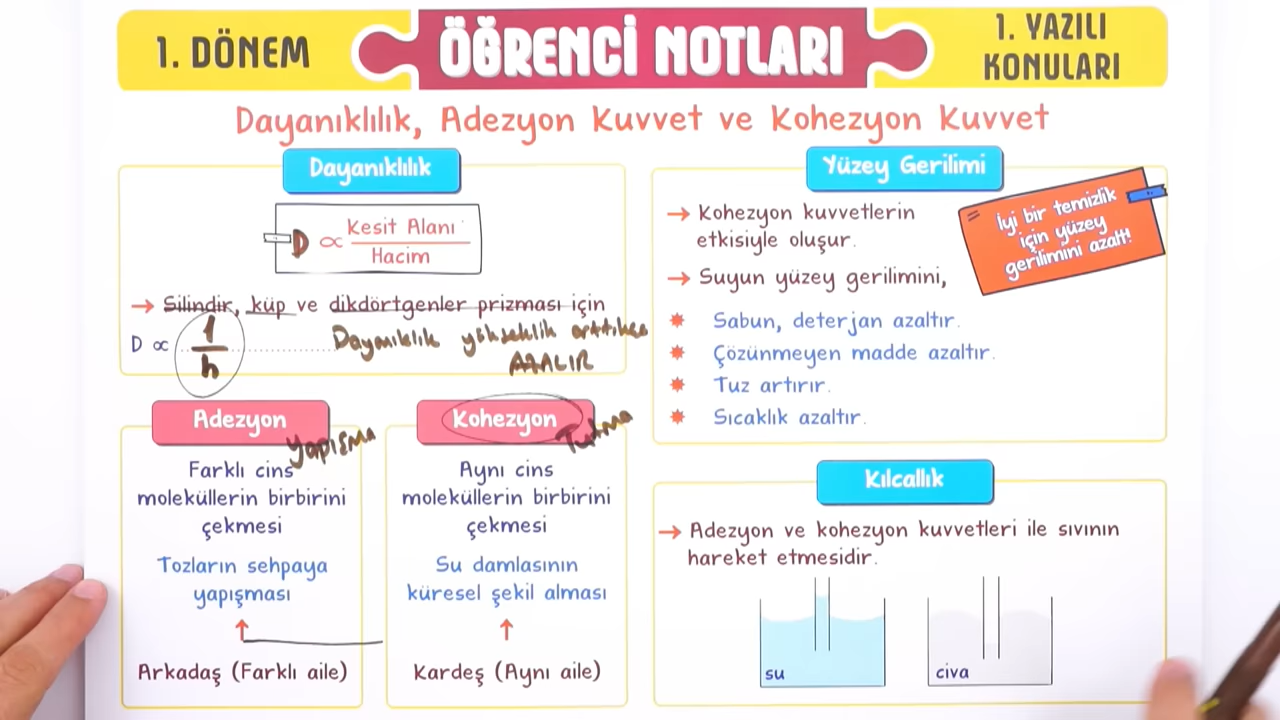 1. DÖNEM
ÖĞRENCİ NOTLARI
1. YAZILI
KONULARI
Dayanıklılık, Adezyon Kuvvet ve Kohezyon Kuvvet
Dayanıklılık
D ∝ Kesit Alanı / Hacim
→ Silindir, küp ve dikdörtgenler prizması için
D ∝ 1 / h ............... Dayanıklılık yükseklik arttıkça
AZALIR
Adezyon
Yapışma
Farklı cins
moleküllerin birbirini
çekmesi
Tozların sehpaya
yapışması
↑
Arkadaş (Farklı aile)
Kohezyon
Tutma
Aynı cins
moleküllerin birbirini
çekmesi
Su damlasının
küresel şekil alması
↑
Kardeş (Aynı aile)
Yüzey Gerilimi
→ Kohezyon kuvvetlerin
etkisiyle oluşur.
İyi bir temizlik
için yüzey
gerilimini azalt!
→ Suyun yüzey gerilimini,
Sabun, deterjan azaltır.
Çözünmeyen madde azaltır.
Tuz artırır.
Sıcaklık azaltır.
Kılcallık
→ Adezyon ve kohezyon kuvvetleri ile sıvının
hareket etmesidir.
su
civa